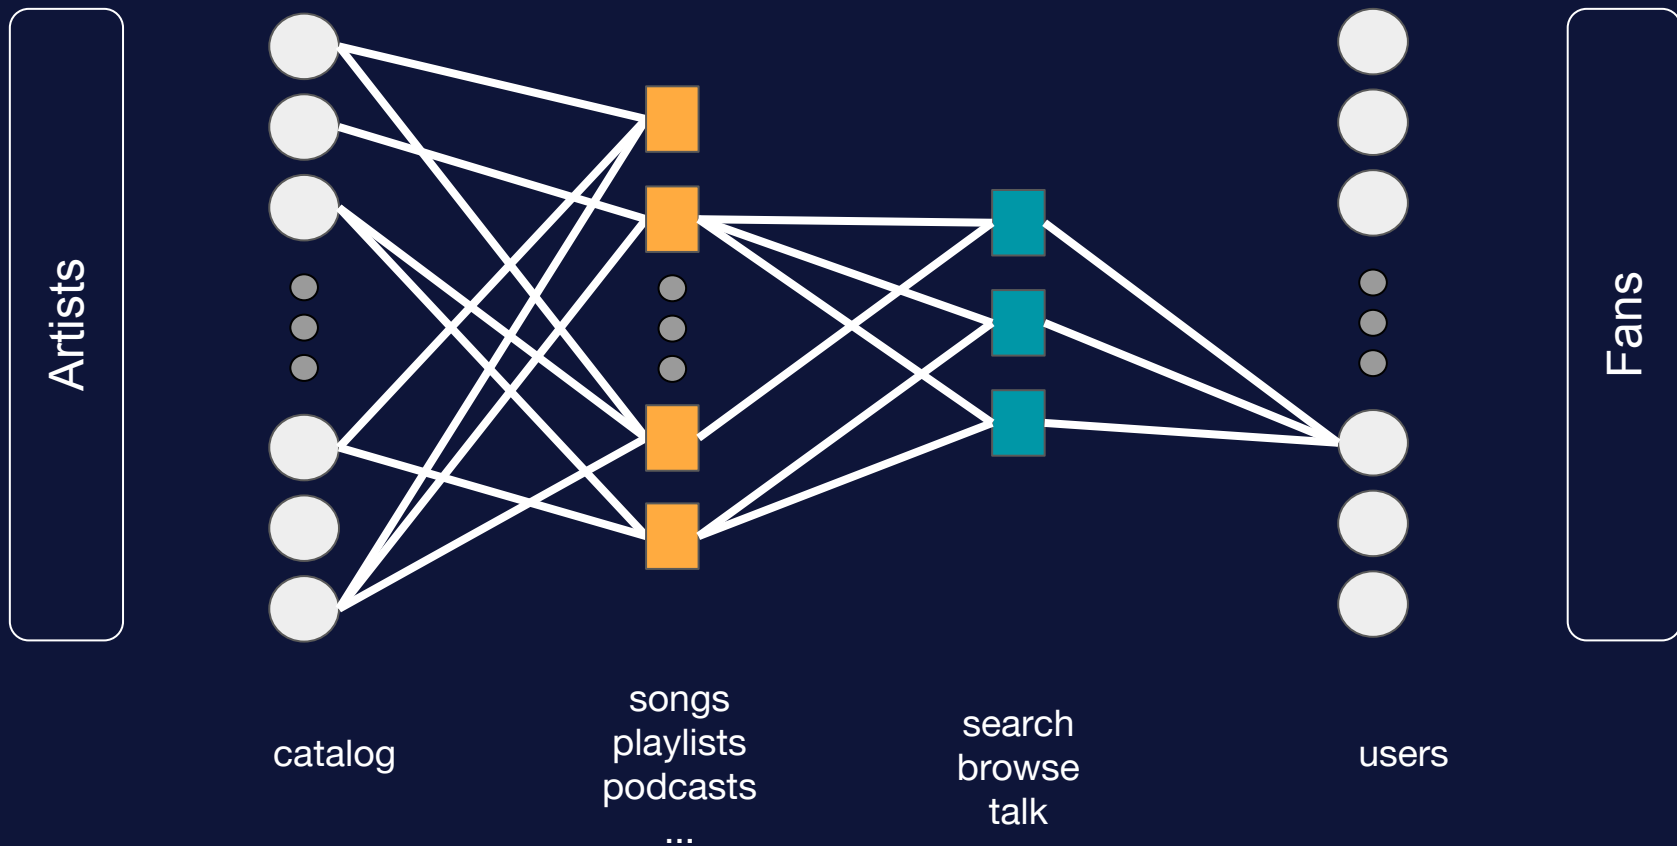 Artists
catalog
songs
playlists
podcasts
...
search
browse
talk
users
Fans